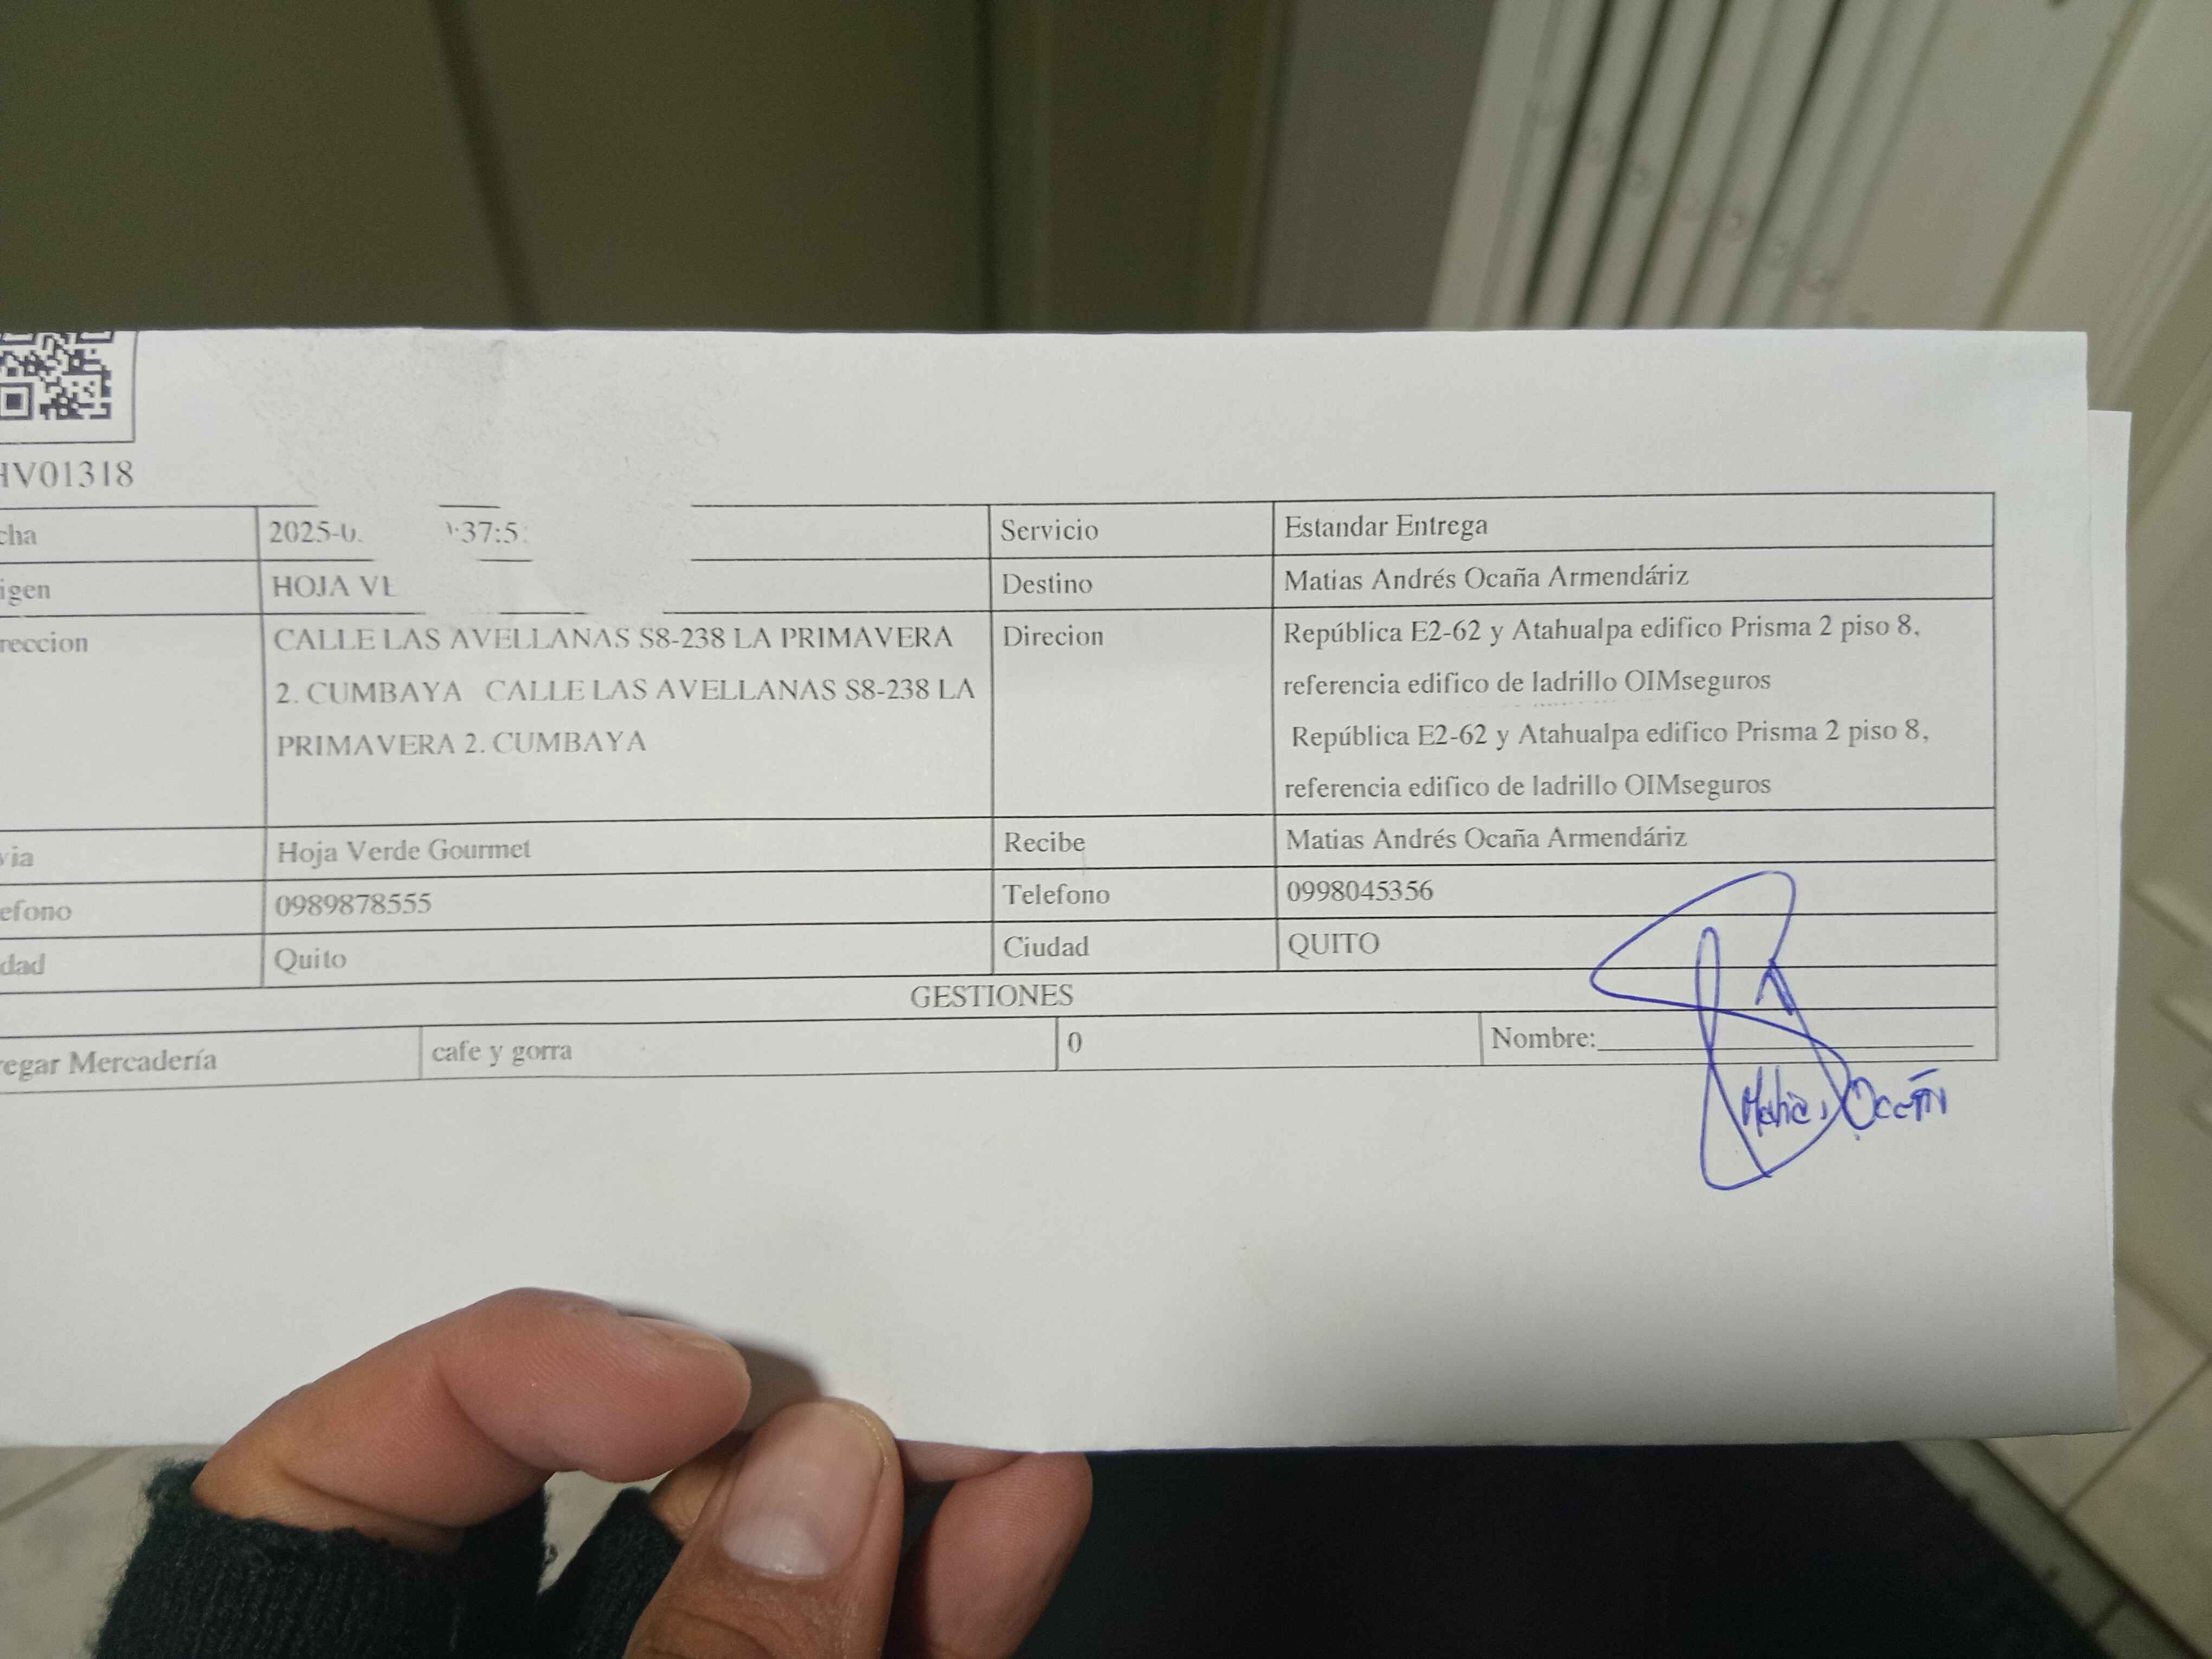 HV01318
cha 2025-0. :37:5 Servicio Estandar Entrega
igen HOJA VE Destino Matias Andrés Ocaña Armendáriz
reccion CALLE LAS AVELLANAS S8-238 LA PRIMAVERA Direcion República E2-62 y Atahualpa edifico Prisma 2 piso 8,
2. CUMBAYA CALLE LAS AVELLANAS S8-238 LA referencia edifico de ladrillo OIMseguros
PRIMAVERA 2. CUMBAYA República E2-62 y Atahualpa edifico Prisma 2 piso 8,
referencia edifico de ladrillo OIMseguros
via Hoja Verde Gourmet Recibe Matias Andrés Ocaña Armendáriz
efono 0989878555 Telefono 0998045356
dad Quito Ciudad QUITO
GESTIONES
regar Mercadería cafe y gorra 0 Nombre:
Matias Ocaña